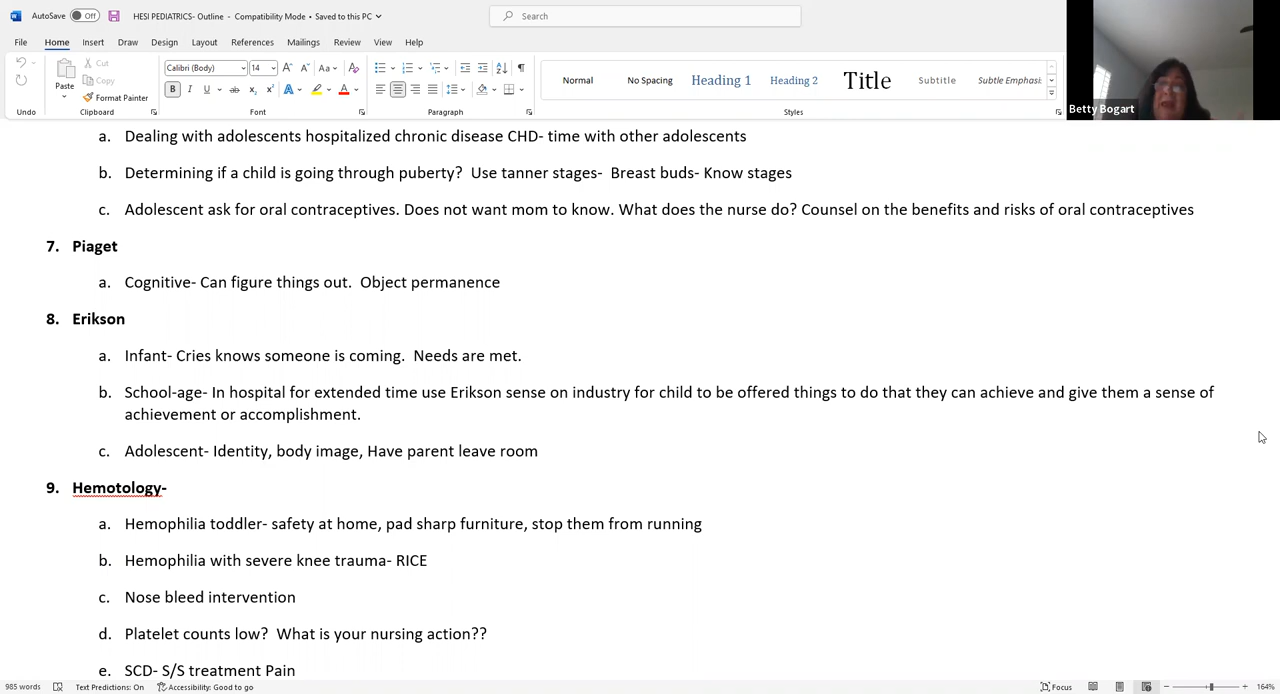 AutoSave Off HESI PEDIATRICS- Outline - Compatibility Mode • Saved to this PC Search
File Home Insert Draw Design Layout References Mailings Review View Help
Paste Cut Copy Format Painter
Calibri (Body) 14
Normal No Spacing Heading 1 Heading 2 Title Subtitle Subtle Emphasi
Undo Clipboard Font Paragraph Styles
Betty Bogart
a. Dealing with adolescents hospitalized chronic disease CHD- time with other adolescents
b. Determining if a child is going through puberty? Use tanner stages- Breast buds- Know stages
c. Adolescent ask for oral contraceptives. Does not want mom to know. What does the nurse do? Counsel on the benefits and risks of oral contraceptives
7. Piaget
a. Cognitive- Can figure things out. Object permanence
8. Erikson
a. Infant- Cries knows someone is coming. Needs are met.
b. School-age- In hospital for extended time use Erikson sense on industry for child to be offered things to do that they can achieve and give them a sense of
achievement or accomplishment.
c. Adolescent- Identity, body image, Have parent leave room
9. Hemotology-
a. Hemophilia toddler- safety at home, pad sharp furniture, stop them from running
b. Hemophilia with severe knee trauma- RICE
c. Nose bleed intervention
d. Platelet counts low? What is your nursing action??
e. SCD- S/S treatment Pain
985 words Text Predictions: On Accessibility: Good to go Focus 164%